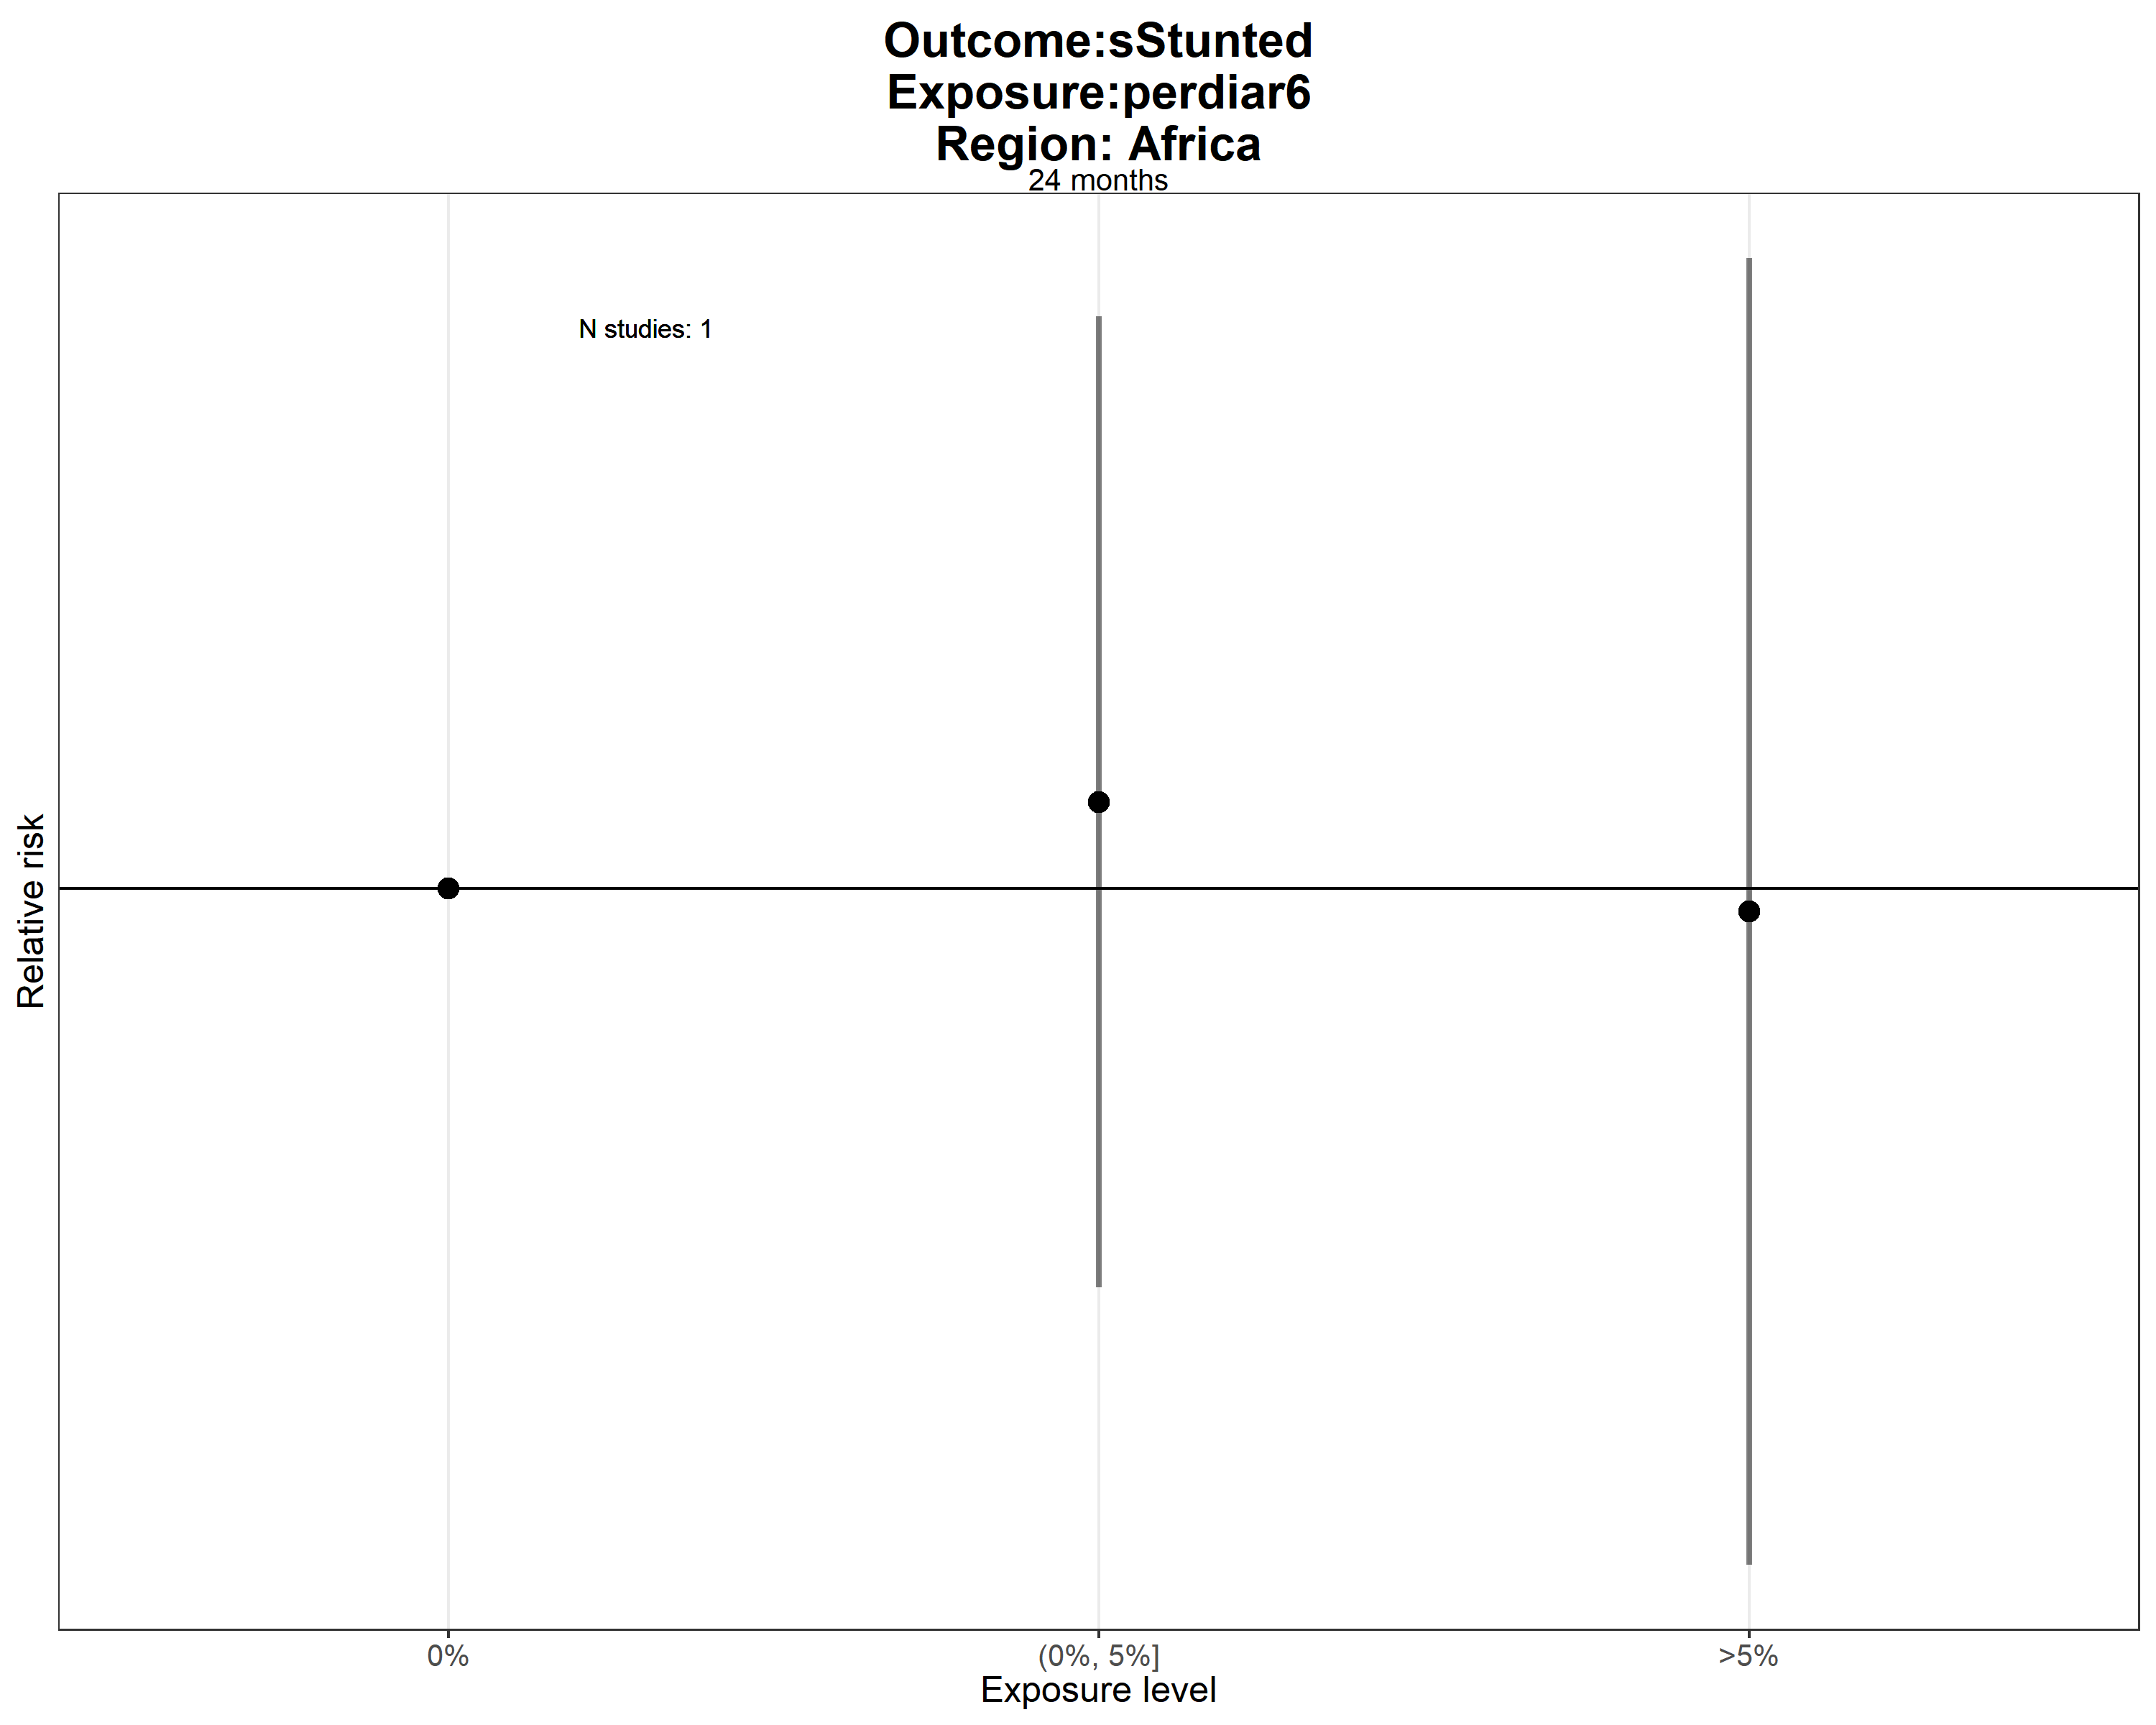 Outcome:sStunted
Exposure:perdiar6
Region: Africa
24 months
N studies: 1
Relative risk
0%
(0%, 5%]
>5%
Exposure level